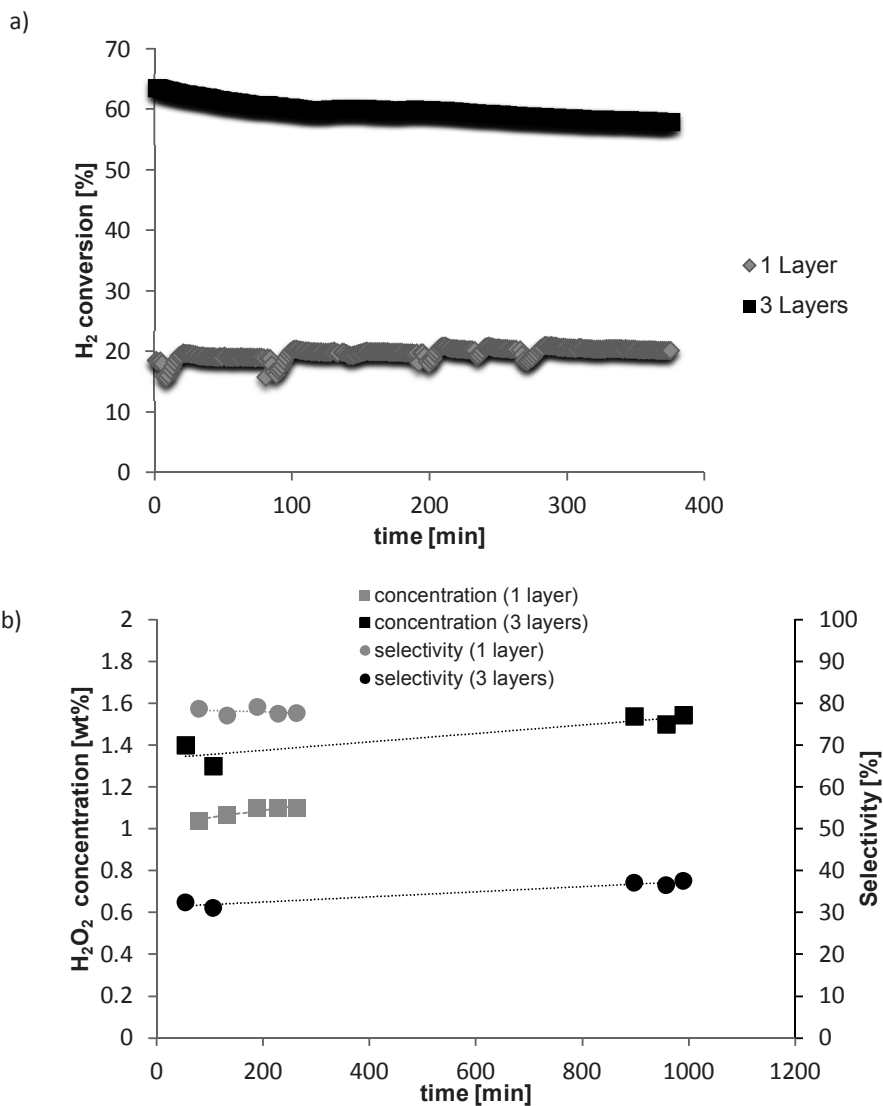 a)
70
60
50
40
30
20
10
0
H₂ conversion [%]
0 100 200 300 400
time [min]
1 Layer
3 Layers
b)
concentration (1 layer)
concentration (3 layers)
selectivity (1 layer)
selectivity (3 layers)
2
1.8
1.6
1.4
1.2
1
0.8
0.6
0.4
0.2
0
H₂O₂ concentration [wt%]
100
90
80
70
60
50
40
30
20
10
0
Selectivity [%]
0 200 400 600 800 1000 1200
time [min]